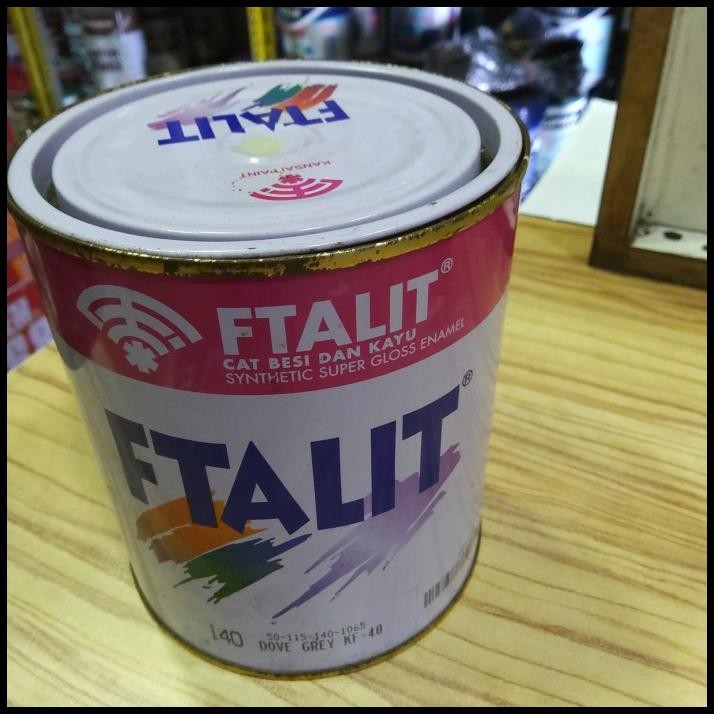 FTALIT
KANSAI PAINT
FTALIT®
CAT BESI DAN KAYU
SYNTHETIC SUPER GLOSS ENAMEL
FTALIT®
140
50-115-140-1065
DOVE GREY KF-40